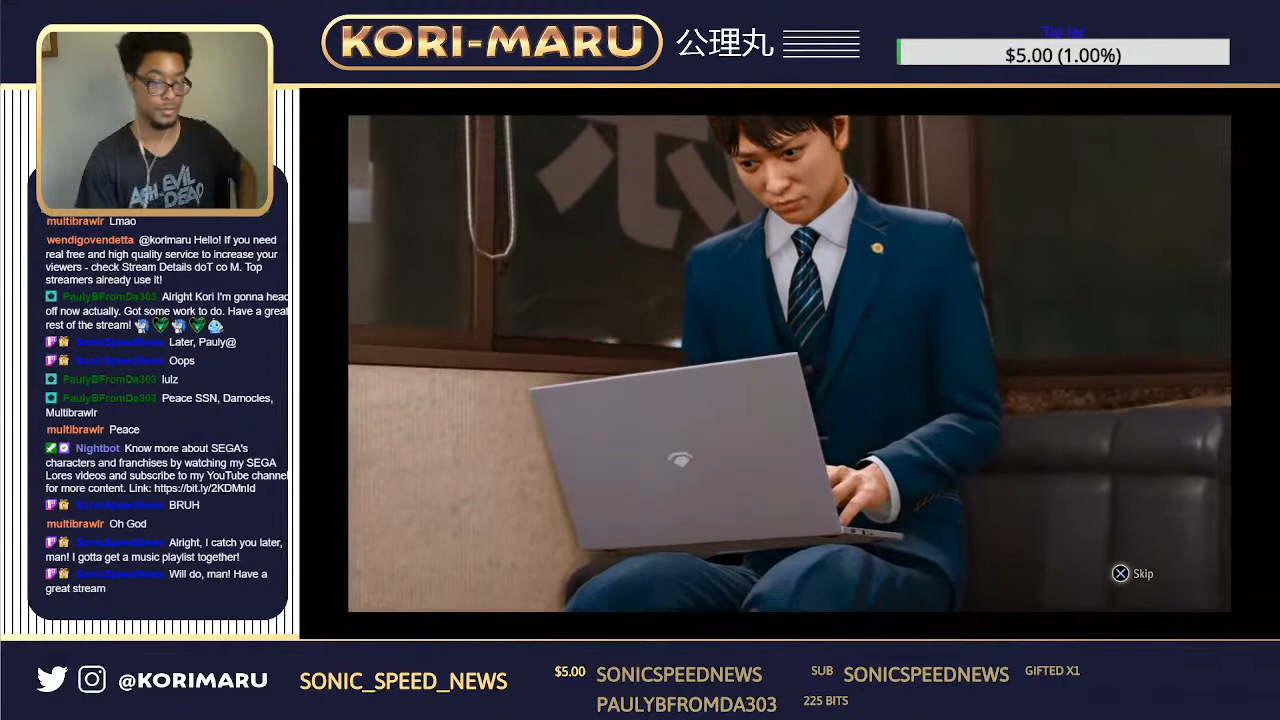 KORI-MARU
公理丸
Tip jar
$5.00 (1.00%)
ASH EVIL
DEAD
multibrawlr Lmao
wendigovendetta @korimaru Hello! If you need
real free and high quality service to increase your
viewers - check Stream Details doT co M. Top
streamers already use it!
PaulyBFromDa303 Alright Kori I'm gonna head
off now actually. Got some work to do. Have a great
rest of the stream!
SonicSpeedNews Later, Pauly@
SonicSpeedNews Oops
PaulyBFromDa303 lulz
PaulyBFromDa303 Peace SSN, Damocles,
Multibrawlr
multibrawlr Peace
Nightbot Know more about SEGA's
characters and franchises by watching my SEGA
Lores videos and subscribe to my YouTube channel
for more content. Link: https://bit.ly/2KDMnId
SonicSpeedNews BRUH
multibrawlr Oh God
SonicSpeedNews Alright, I catch you later,
man! I gotta get a music playlist together!
SonicSpeedNews Will do, man! Have a
great stream
Skip
@KORIMARU
SONIC_SPEED_NEWS
$5.00 SONICSPEEDNEWS
SUB SONICSPEEDNEWS GIFTED X1
PAULYBFROMDA303 225 BITS